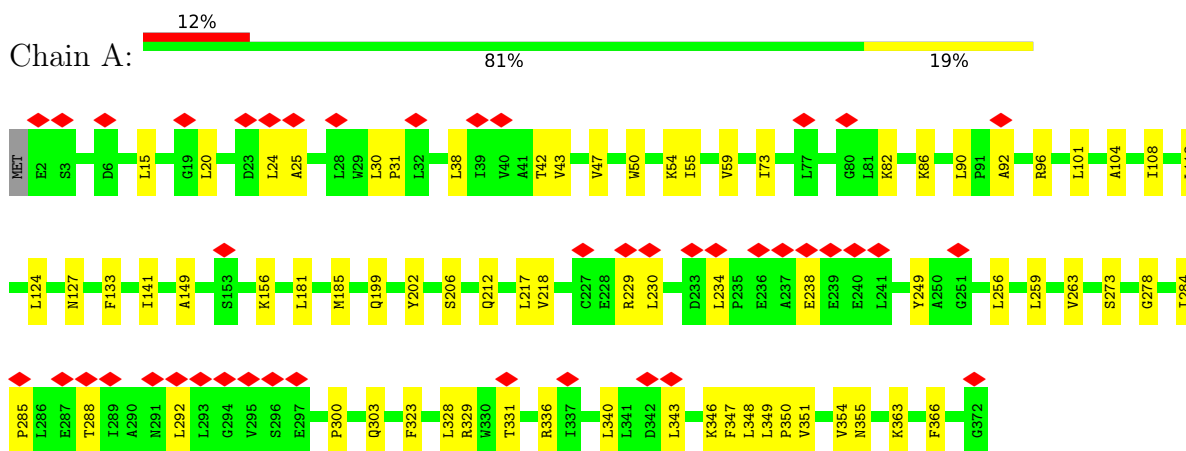 12%
Chain A:
81% 19%
MET E2 S3 D6 L15 G19 L20 D23 L24 A25 L28 W29 L30 P31 L32 L38 I39 V40 A41 T42 V43 V47 W50 K54 I55 V59 I73 L77 G80 L81 K82 K86 L90 P91 A92 R96 L101 A104 I108
L124 N127 F133 I141 A149 S153 K156 L181 M185 Q199 Y202 S206 Q212 L217 V218 C227 E228 R229 L230 D233 L234 P235 E236 A237 E238 E239 E240 L241 Y249 A250 G251 L256 L259 V263 S273 G278 I284
P285 L286 E287 T288 I289 A290 N291 L292 L293 G294 V295 S296 E297 P300 Q303 F323 L328 R329 W330 T331 R336 I337 L340 L341 D342 L343 K346 F347 L348 L349 P350 V351 V354 N355 K363 F366 G372